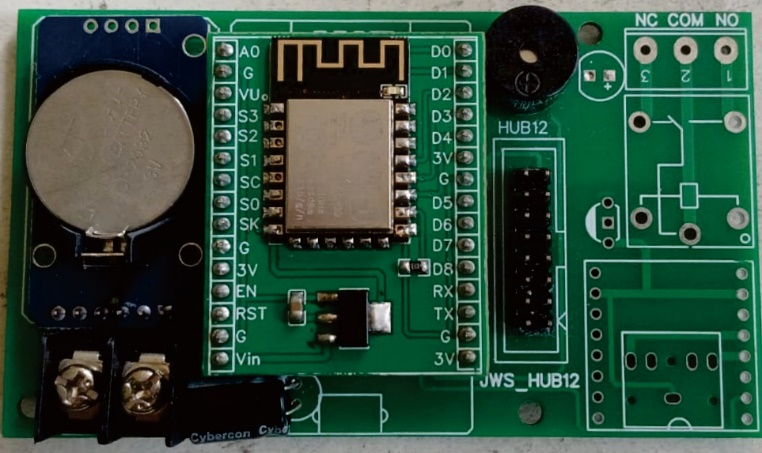 NC COM NO
3 2 1
A0
G
VU
S3
S2
S1
SC
S0
SK
G
3V
EN
RST
G
Vin
D0
D1
D2
D3
D4
3V
G
D5
D6
D7
D8
RX
TX
G
3V
HUB12
JWS_HUB12
+
Cybercon